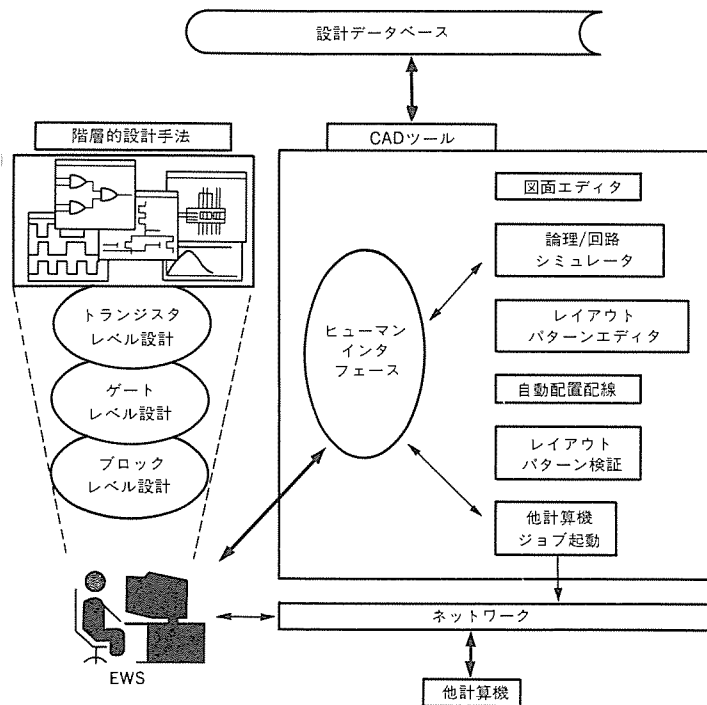 設計データベース
階層的設計手法
CADツール
図面エディタ
論理/回路
シミュレータ
トランジスタ
レベル設計
ヒューマン
インタ
フェース
レイアウト
パターンエディタ
ゲート
レベル設計
自動配置配線
ブロック
レベル設計
レイアウト
パターン検証
他計算機
ジョブ起動
ネットワーク
EWS
他計算機